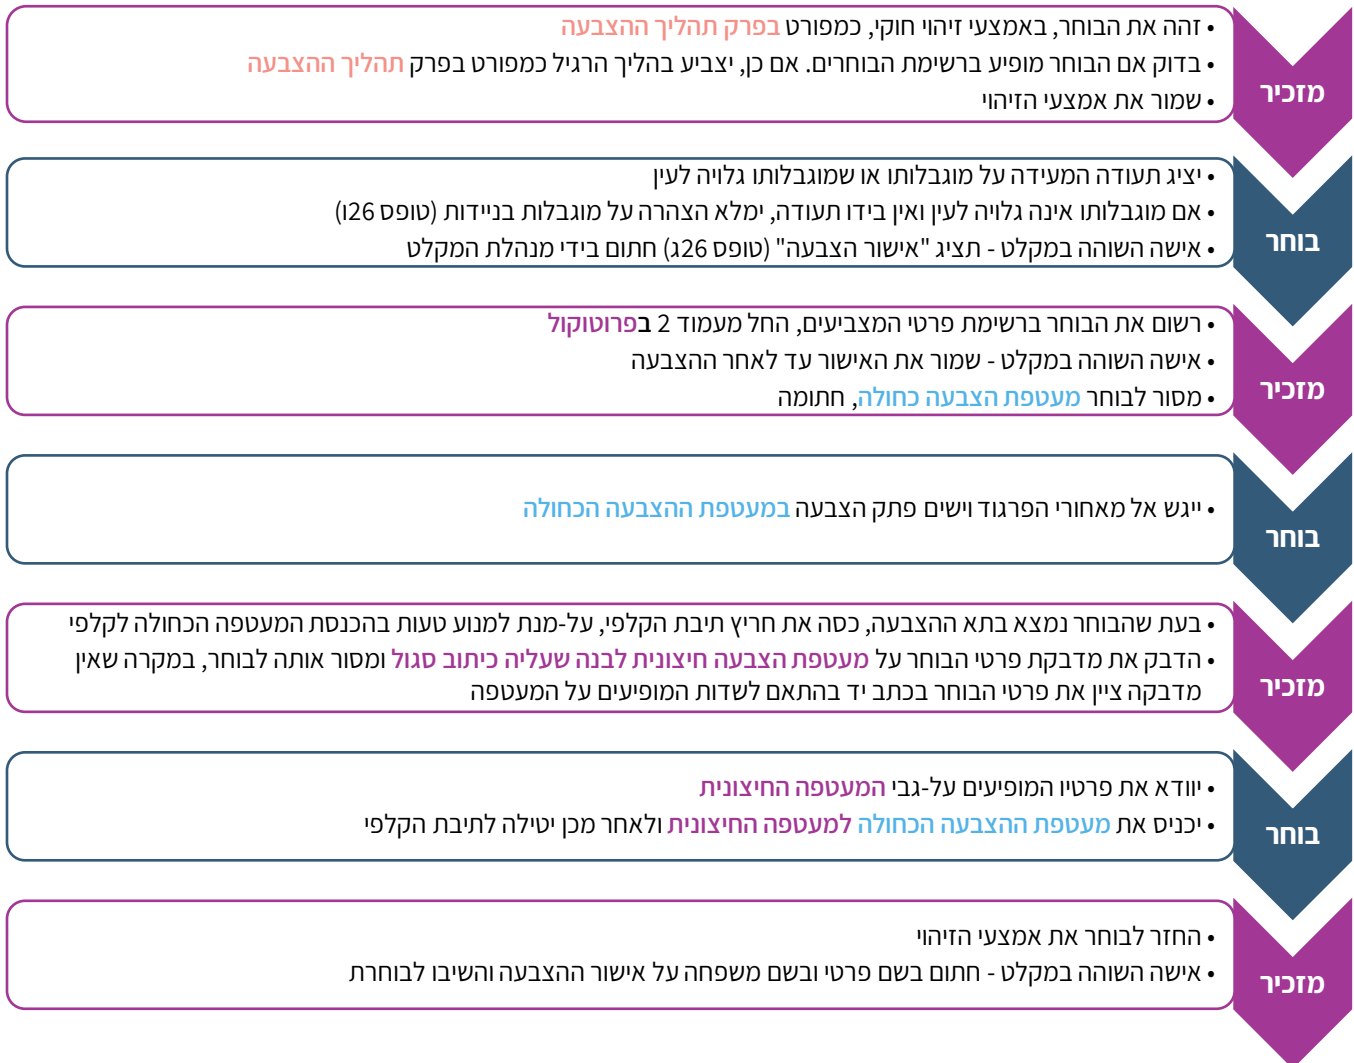 מזכיר
• זהה את הבוחר, באמצעי זיהוי חוקי, כמפורט בפרק תהליך ההצבעה
• בדוק אם הבוחר מופיע ברשימת הבוחרים. אם כן, יצביע בהליך הרגיל כמפורט בפרק תהליך ההצבעה
• שמור את אמצעי הזיהוי
בוחר
• יציג תעודה המעידה על מוגבלותו או שמוגבלותו גלויה לעין
• אם מוגבלותו אינה גלויה לעין ואין בידו תעודה, ימלא הצהרה על מוגבלות בניידות (טופס 26ו)
• אישה השוהה במקלט - תציג "אישור הצבעה" (טופס 26ג) חתום בידי מנהלת המקלט
מזכיר
• רשום את הבוחר ברשימת פרטי המצביעים, החל מעמוד 2 בפרוטוקול
• אישה השוהה במקלט - שמור את האישור עד לאחר ההצבעה
• מסור לבוחר מעטפת הצבעה כחולה, חתומה
בוחר
• ייגש אל מאחורי הפרגוד וישים פתק הצבעה במעטפת ההצבעה הכחולה
מזכיר
• בעת שהבוחר נמצא בתא ההצבעה, כסה את חריץ תיבת הקלפי, על-מנת למנוע טעות בהכנסת המעטפה הכחולה לקלפי
• הדבק את מדבקת פרטי הבוחר על מעטפת הצבעה חיצונית לבנה שעליה כיתוב סגול ומסור אותה לבוחר, במקרה שאין
מדבקה ציין את פרטי הבוחר בכתב יד בהתאם לשדות המופיעים על המעטפה
בוחר
• יוודא את פרטיו המופיעים על-גבי המעטפה החיצונית
• יכניס את מעטפת ההצבעה הכחולה למעטפה החיצונית ולאחר מכן יטילה לתיבת הקלפי
מזכיר
• החזר לבוחר את אמצעי הזיהוי
• אישה השוהה במקלט - חתום בשם פרטי ובשם משפחה על אישור ההצבעה והשיבו לבוחרת